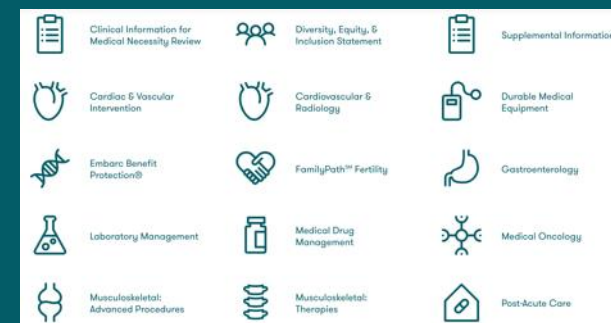 Clinical Information for
Medical Necessity Review
Diversity, Equity, &
Inclusion Statement
Supplemental Information
Cardiac & Vascular
Intervention
Cardiovascular &
Radiology
Durable Medical
Equipment
Embarc Benefit
Protection®
FamilyPath℠ Fertility
Gastroenterology
Laboratory Management
Medical Drug
Management
Medical Oncology
Musculoskeletal:
Advanced Procedures
Musculoskeletal:
Therapies
Post-Acute Care